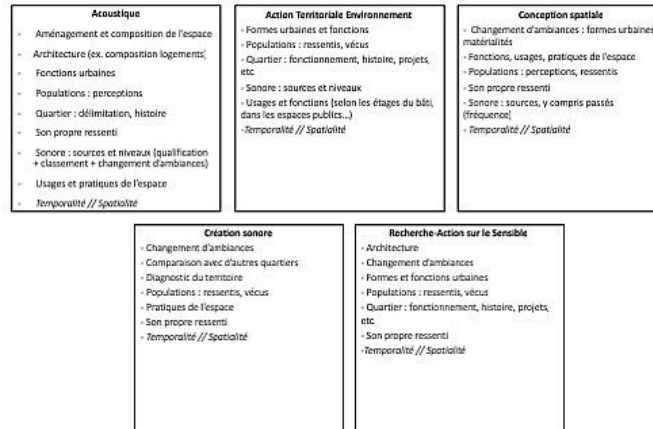 Acoustique
- Aménagement et composition de l'espace
- Architecture (ex. composition logements)
- Fonctions urbaines
- Populations : perceptions
- Quartier : délimitation, histoire
- Son propre ressenti
- Sonore : sources et niveaux (qualification
+ classement + changement d'ambiances)
- Usages et pratiques de l'espace
- Temporalité // Spatialité
Action Territoriale Environnement
- Formes urbaines et fonctions
- Populations : ressentis, vécus
- Quartier : fonctionnement, histoire, projets,
etc
- Sonore : sources et niveaux
- Usages et fonctions (selon les étages du bâti,
dans les espaces publics...)
-Temporalité // Spatialité
Conception spatiale
- Changement d'ambiances : formes urbaines
matérialités
- Fonctions, usages, pratiques de l'espace
- Populations : perceptions, ressentis
- Son propre ressenti
- Sonore : sources, y compris passés
(fréquence)
- Temporalité // Spatialité
Création sonore
- Changement d'ambiances
- Comparaison avec d'autres quartiers
- Diagnostic du territoire
- Populations : ressentis, vécus
- Pratiques de l'espace
- Son propre ressenti
- Temporalité // Spatialité
Recherche-Action sur le Sensible
- Architecture
- Changement d'ambiances
- Formes et fonctions urbaines
- Populations : ressentis, vécus
- Quartier : fonctionnement, histoire, projets,
etc
- Son propre ressenti
-Temporalité // Spatialité